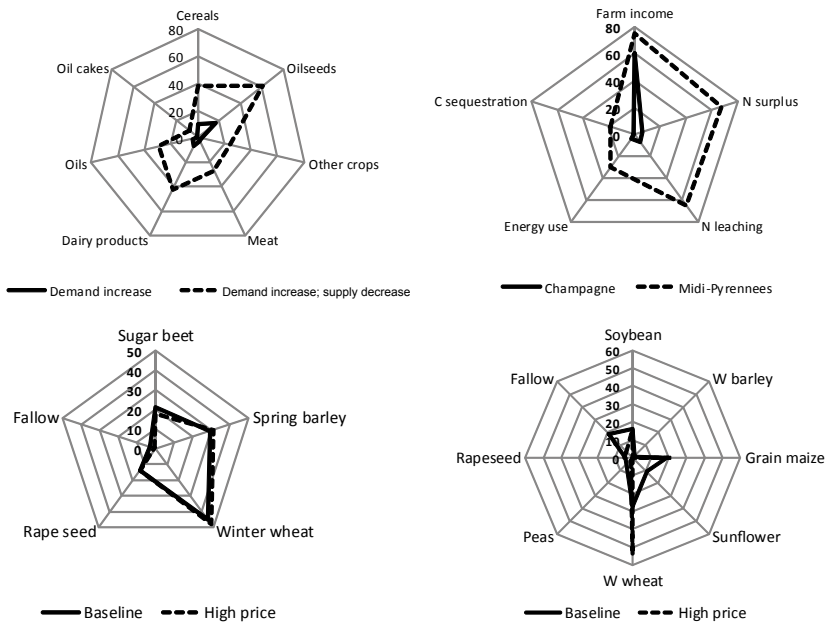 Cereals
80
60
40
20
0
Oil cakes
Oilseeds
Oils
Other crops
Dairy products
Meat
Demand increase
Demand increase; supply decrease
Farm income
80
60
40
20
0
C sequestration
N surplus
Energy use
N leaching
Champagne
Midi-Pyrennees
Sugar beet
50
40
30
20
10
0
Fallow
Spring barley
Rape seed
Winter wheat
Baseline
High price
Soybean
60
50
40
30
20
10
0
Fallow
W barley
Rapeseed
Grain maize
Peas
Sunflower
W wheat
Baseline
High price